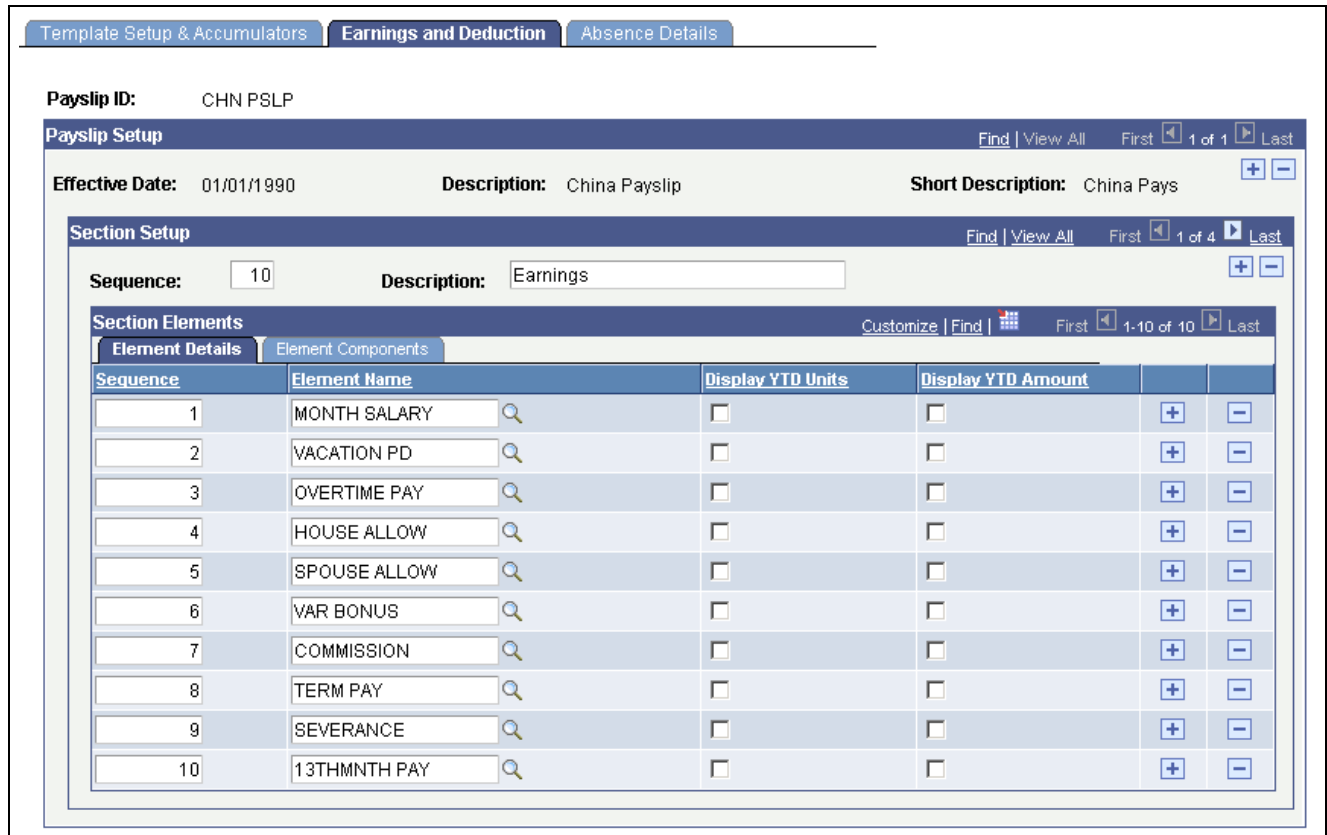 Template Setup & Accumulators Earnings and Deduction Absence Details
Payslip ID: CHN PSLP
Payslip Setup Find | View All First 1 of 1 Last
Effective Date: 01/01/1990 Description: China Payslip Short Description: China Pays
Section Setup Find | View All First 1 of 4 Last
Sequence: 10 Description: Earnings
Section Elements Customize | Find | First 1-10 of 10 Last
Element Details Element Components
Sequence Element Name Display YTD Units Display YTD Amount
1 MONTH SALARY
2 VACATION PD
3 OVERTIME PAY
4 HOUSE ALLOW
5 SPOUSE ALLOW
6 VAR BONUS
7 COMMISSION
8 TERM PAY
9 SEVERANCE
10 13THMNTH PAY